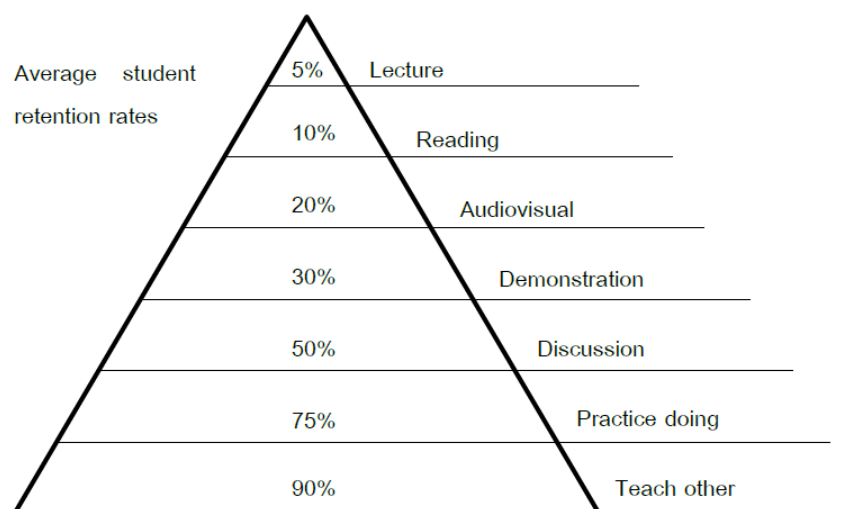 5% Lecture
Average student
retention rates
10% Reading
20% Audiovisual
30% Demonstration
50% Discussion
75% Practice doing
90% Teach other